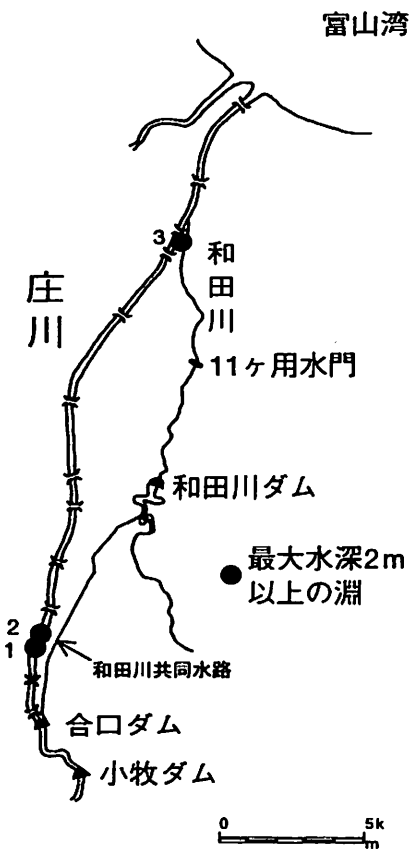 富山湾
3
和田川
庄川
11ヶ用水門
和田川ダム
最大水深2m
以上の淵
2
1
和田川共同水路
合口ダム
小牧ダム
0 5k
m